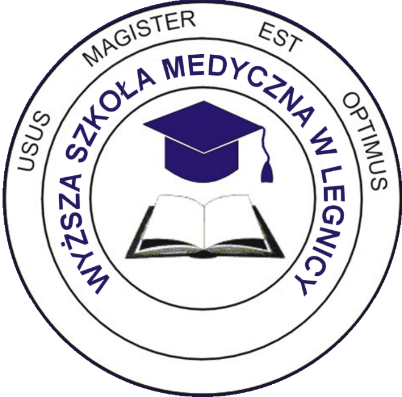 USUS MAGISTER EST OPTIMUS
WYŻSZA SZKOŁA MEDYCZNA W LEGNICY